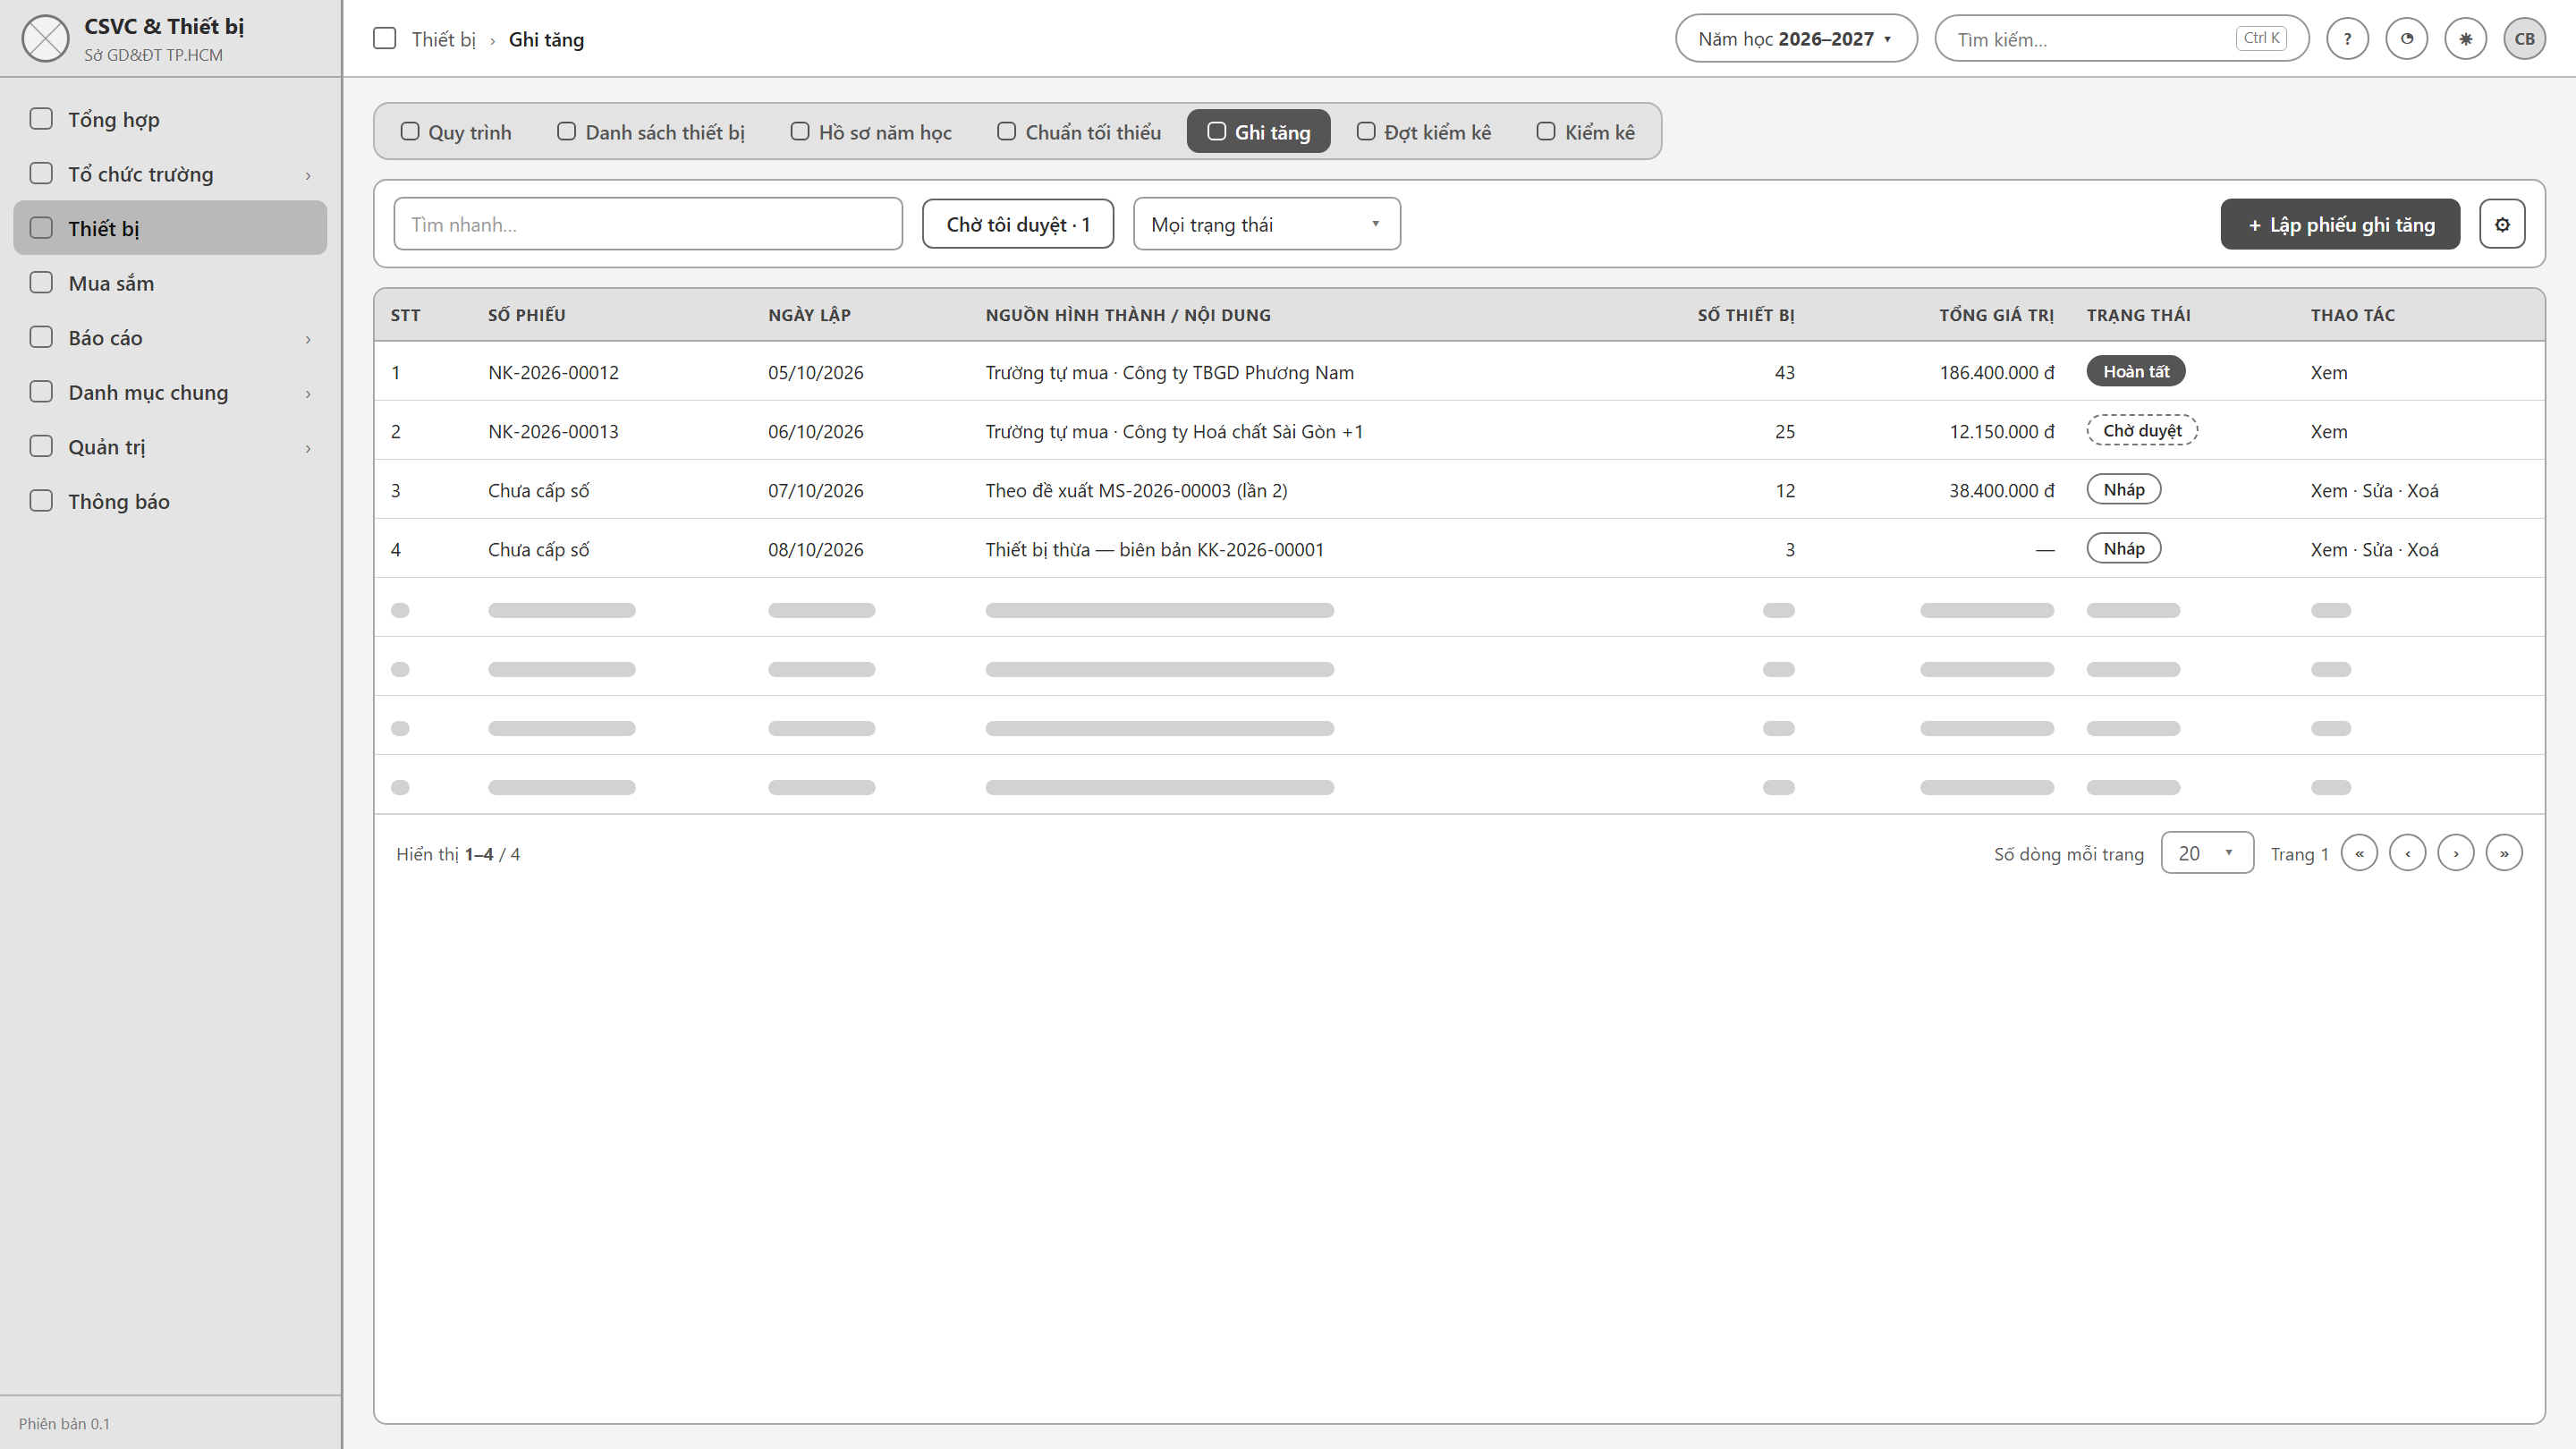 CSVC & Thiết bị
Sở GD&ĐT TP.HCM
Tổng hợp
Tổ chức trường ›
Thiết bị
Mua sắm
Báo cáo ›
Danh mục chung ›
Quản trị ›
Thông báo
Phiên bản 0.1
Thiết bị › Ghi tăng
Năm học 2026–2027 ▾
Tìm kiếm... Ctrl K
?
CB
Quy trình Danh sách thiết bị Hồ sơ năm học Chuẩn tối thiểu Ghi tăng Đợt kiểm kê Kiểm kê
Tìm nhanh... Chờ tôi duyệt · 1 Mọi trạng thái ▾ + Lập phiếu ghi tăng
STT SỐ PHIẾU NGÀY LẬP NGUỒN HÌNH THÀNH / NỘI DUNG SỐ THIẾT BỊ TỔNG GIÁ TRỊ TRẠNG THÁI THAO TÁC
1 NK-2026-00012 05/10/2026 Trường tự mua · Công ty TBGD Phương Nam 43 186.400.000 đ Hoàn tất Xem
2 NK-2026-00013 06/10/2026 Trường tự mua · Công ty Hoá chất Sài Gòn +1 25 12.150.000 đ Chờ duyệt Xem
3 Chưa cấp số 07/10/2026 Theo đề xuất MS-2026-00003 (lần 2) 12 38.400.000 đ Nháp Xem · Sửa · Xoá
4 Chưa cấp số 08/10/2026 Thiết bị thừa — biên bản KK-2026-00001 3 — Nháp Xem · Sửa · Xoá
Hiển thị 1–4 / 4 Số dòng mỗi trang 20 ▾ Trang 1 « ‹ › »